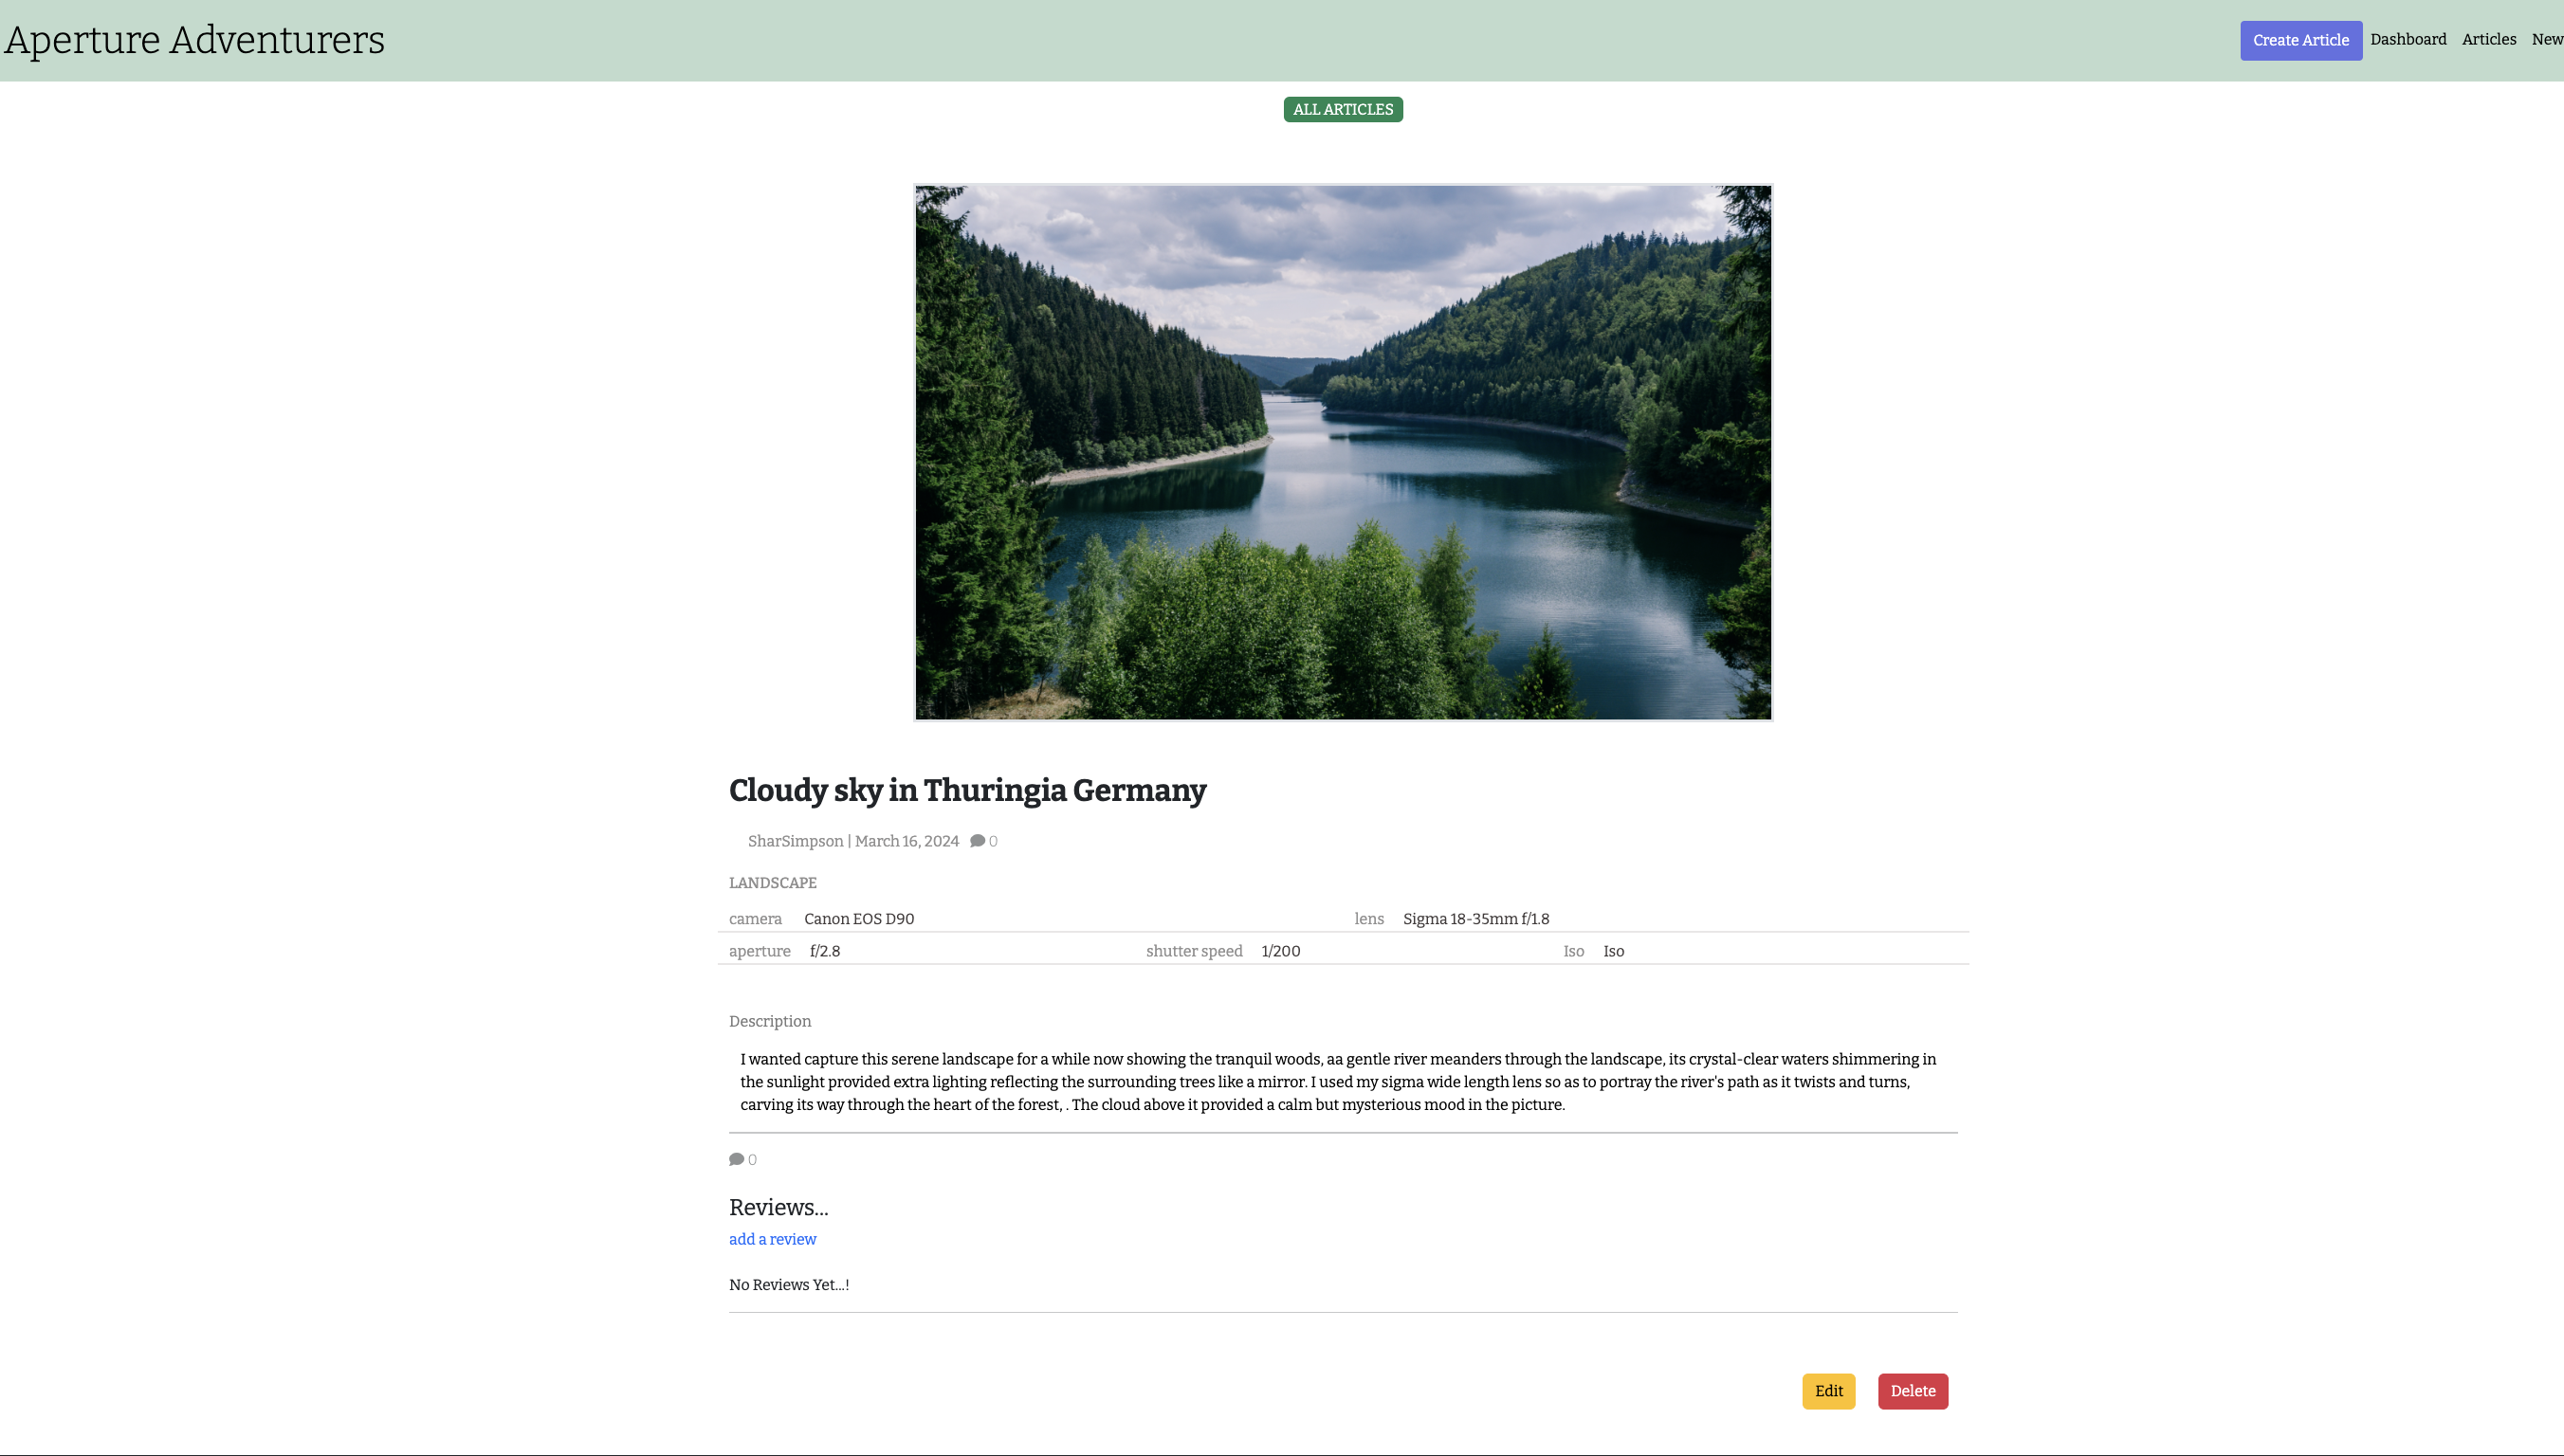 Aperture Adventurers
Create Article Dashboard Articles New
ALL ARTICLES
Cloudy sky in Thuringia Germany
SharSimpson | March 16, 2024 0
LANDSCAPE
camera Canon EOS D90 lens Sigma 18-35mm f/1.8
aperture f/2.8 shutter speed 1/200 Iso Iso
Description
I wanted capture this serene landscape for a while now showing the tranquil woods, aa gentle river meanders through the landscape, its crystal-clear waters shimmering in
the sunlight provided extra lighting reflecting the surrounding trees like a mirror. I used my sigma wide length lens so as to portray the river's path as it twists and turns,
carving its way through the heart of the forest, . The cloud above it provided a calm but mysterious mood in the picture.
0
Reviews...
add a review
No Reviews Yet...!
Edit Delete